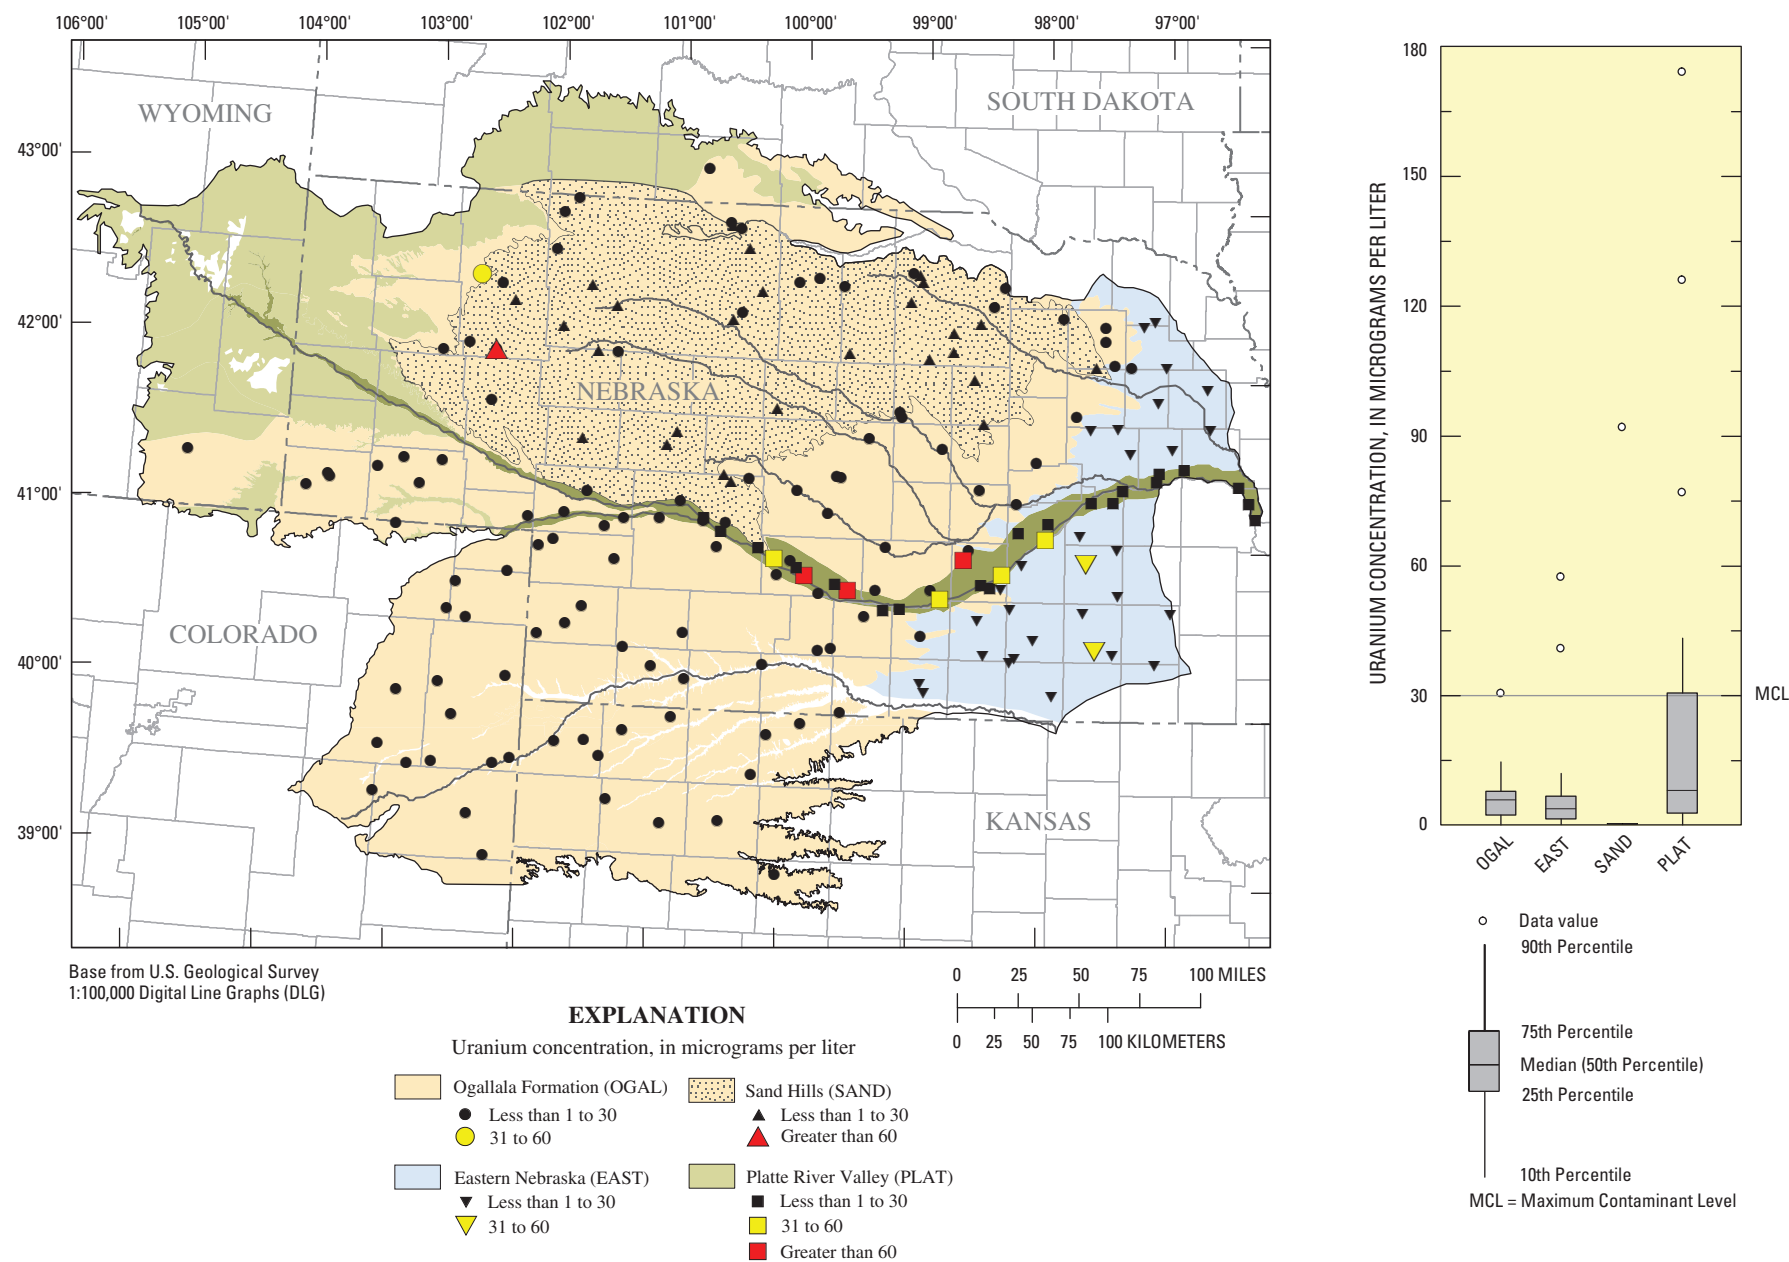 106°00' 105°00' 104°00' 103°00' 102°00' 101°00' 100°00' 99°00' 98°00' 97°00'
43°00'
42°00'
41°00'
40°00'
39°00'
WYOMING
SOUTH DAKOTA
NEBRASKA
COLORADO
KANSAS
Base from U.S. Geological Survey
1:100,000 Digital Line Graphs (DLG)
0 25 50 75 100 MILES
0 25 50 75 100 KILOMETERS
EXPLANATION
Uranium concentration, in micrograms per liter
Ogallala Formation (OGAL)
Less than 1 to 30
31 to 60
Sand Hills (SAND)
Less than 1 to 30
Greater than 60
Eastern Nebraska (EAST)
Less than 1 to 30
31 to 60
Platte River Valley (PLAT)
Less than 1 to 30
31 to 60
Greater than 60
URANIUM CONCENTRATION, IN MICROGRAMS PER LITER
180
150
120
90
60
30
0
MCL
OGAL
EAST
SAND
PLAT
Data value
90th Percentile
75th Percentile
Median (50th Percentile)
25th Percentile
10th Percentile
MCL = Maximum Contaminant Level